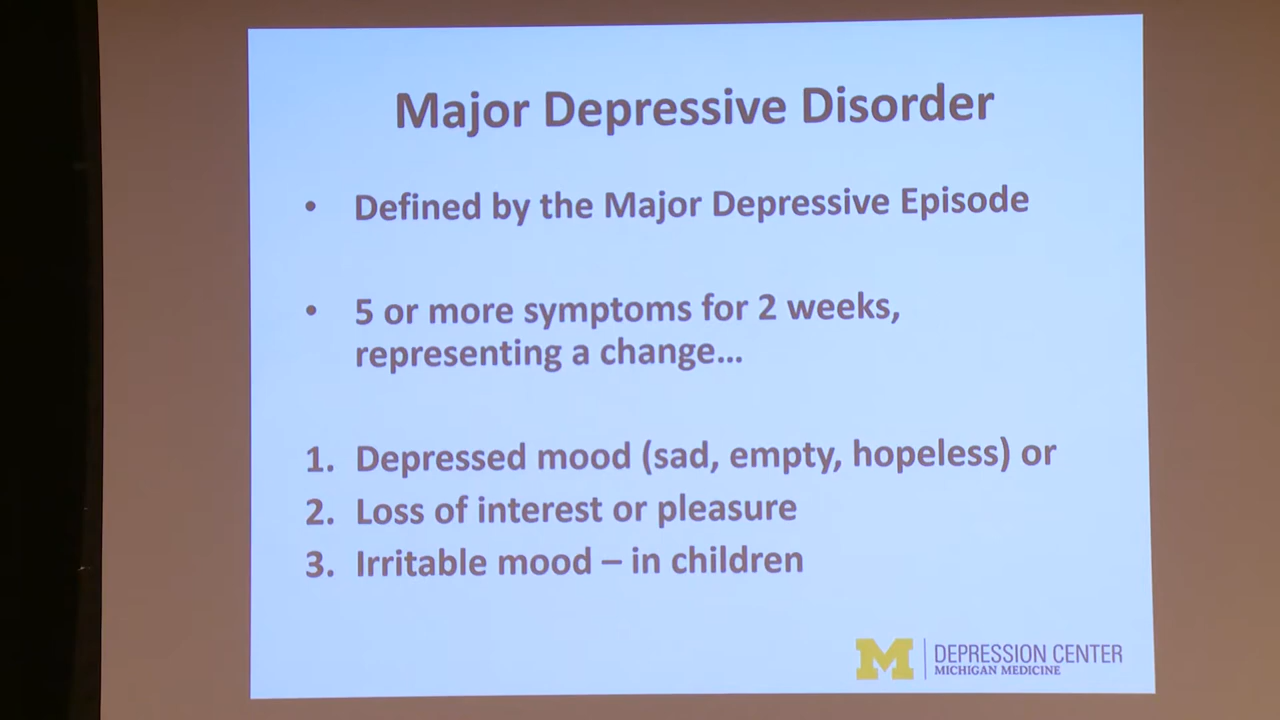 Major Depressive Disorder
• Defined by the Major Depressive Episode
• 5 or more symptoms for 2 weeks,
representing a change...
1. Depressed mood (sad, empty, hopeless) or
2. Loss of interest or pleasure
3. Irritable mood – in children
M DEPRESSION CENTER
MICHIGAN MEDICINE